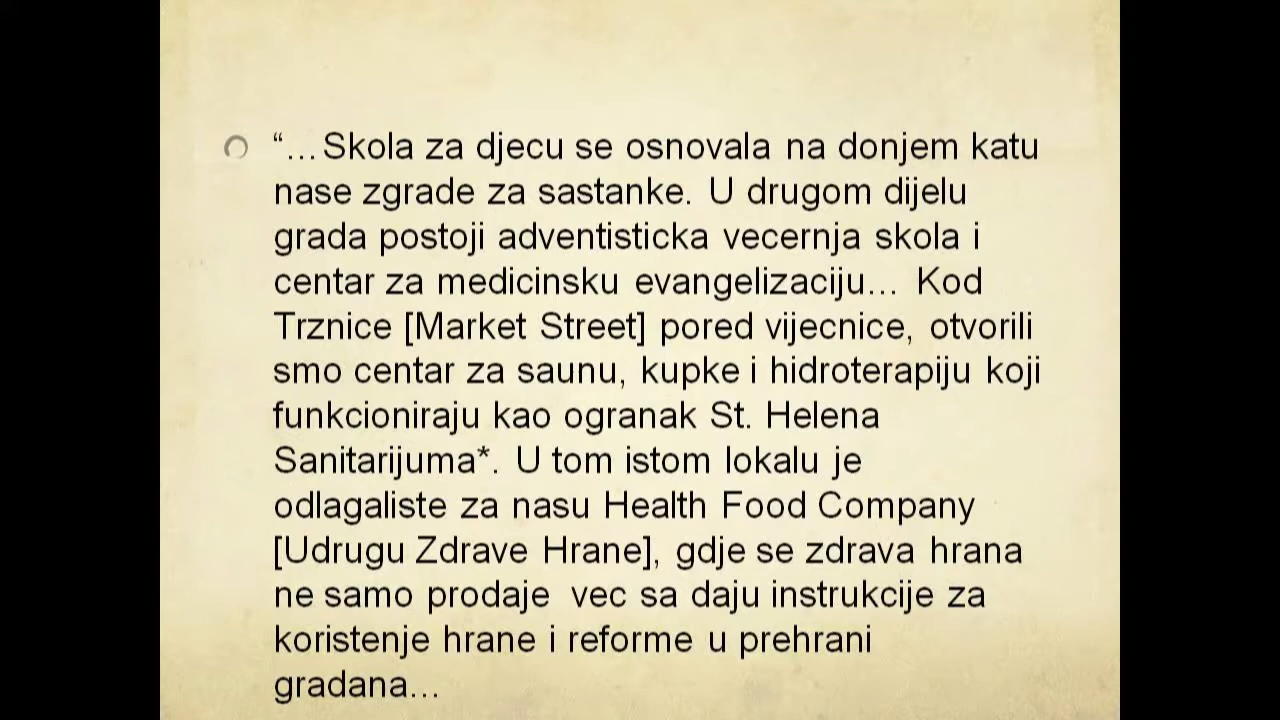 “…Skola za djecu se osnovala na donjem katu
nase zgrade za sastanke. U drugom dijelu
grada postoji adventisticka vecernja skola i
centar za medicinsku evangelizaciju… Kod
Trznice [Market Street] pored vijecnice, otvorili
smo centar za saunu, kupke i hidroterapiju koji
funkcioniraju kao ogranak St. Helena
Sanitarijuma*. U tom istom lokalu je
odlagaliste za nasu Health Food Company
[Udrugu Zdrave Hrane], gdje se zdrava hrana
ne samo prodaje vec sa daju instrukcije za
koristenje hrane i reforme u prehrani
gradana…